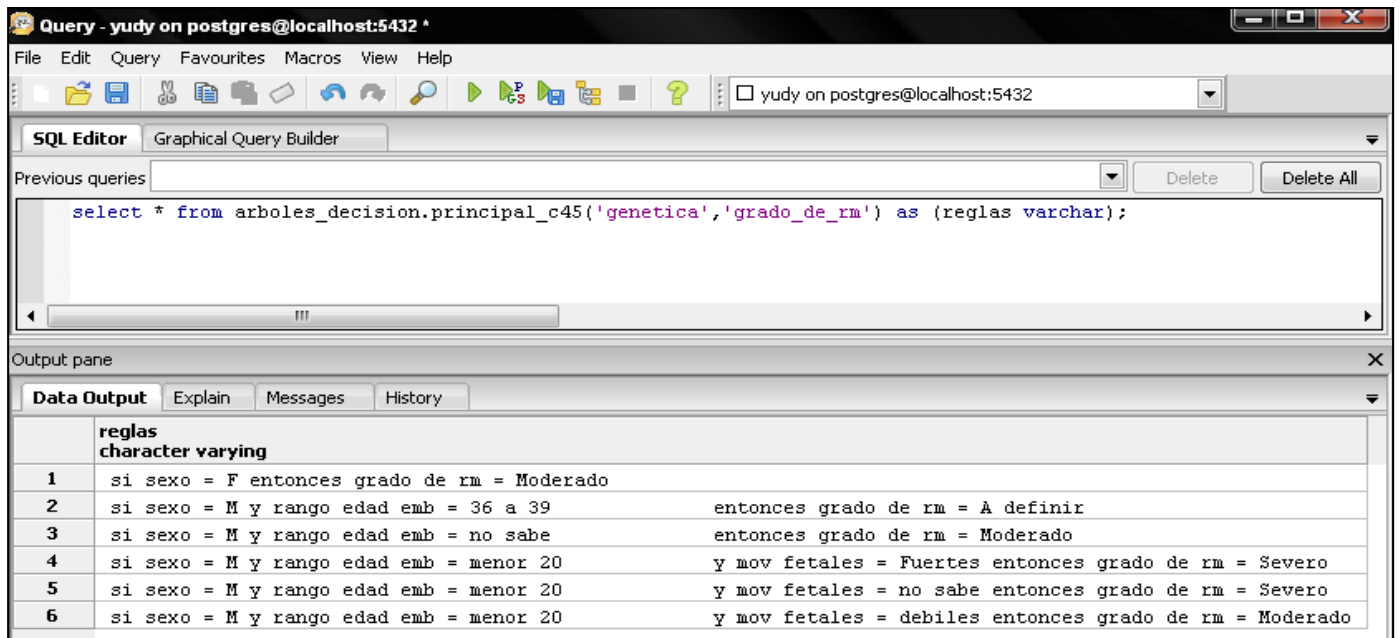 Query - yudy on postgres@localhost:5432 *
File Edit Query Favourites Macros View Help
yudy on postgres@localhost:5432
SQL Editor Graphical Query Builder
Previous queries Delete Delete All
select * from arboles_decision.principal_c45('genetica','grado_de_rm') as (reglas varchar);
Output pane
Data Output Explain Messages History
reglas
character varying
1 si sexo = F entonces grado de rm = Moderado
2 si sexo = M y rango edad emb = 36 a 39 entonces grado de rm = A definir
3 si sexo = M y rango edad emb = no sabe entonces grado de rm = Moderado
4 si sexo = M y rango edad emb = menor 20 y mov fetales = Fuertes entonces grado de rm = Severo
5 si sexo = M y rango edad emb = menor 20 y mov fetales = no sabe entonces grado de rm = Severo
6 si sexo = M y rango edad emb = menor 20 y mov fetales = debiles entonces grado de rm = Moderado